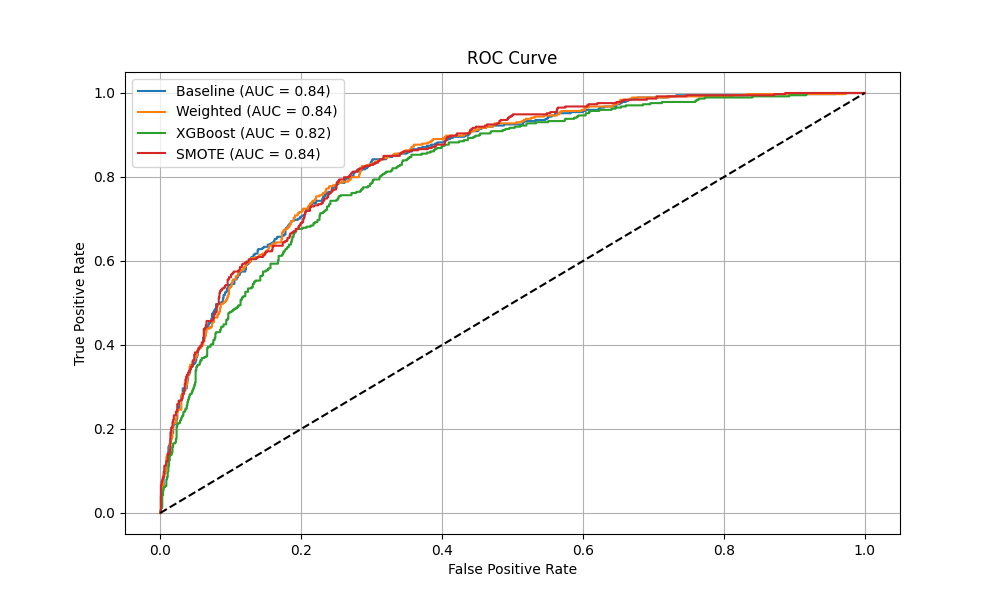 ROC Curve
Baseline (AUC = 0.84)
Weighted (AUC = 0.84)
XGBoost (AUC = 0.82)
SMOTE (AUC = 0.84)
True Positive Rate
1.0
0.8
0.6
0.4
0.2
0.0
0.0 0.2 0.4 0.6 0.8 1.0
False Positive Rate